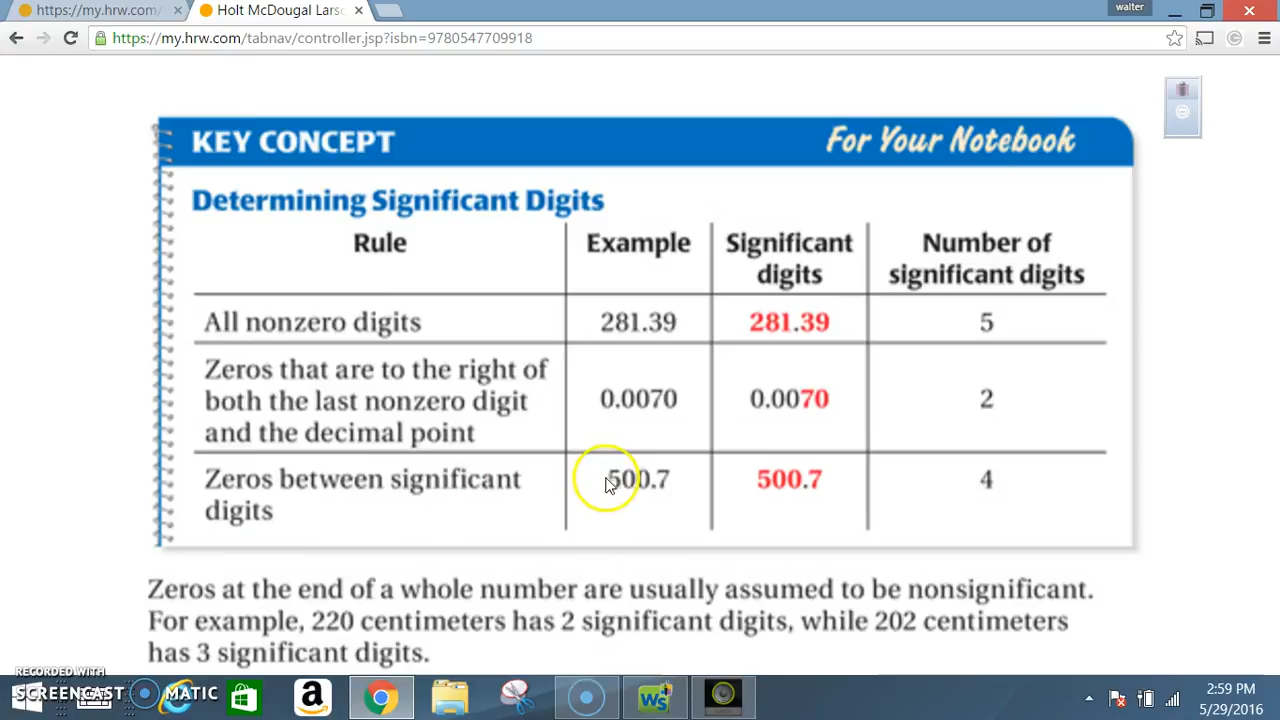 https://my.hrw.com/tabnav/ ×
Holt McDougal Lars ×
walter
https://my.hrw.com/tabnav/controller.jsp?isbn=9780547709918
KEY CONCEPT
For Your Notebook
Determining Significant Digits
Rule Example Significant digits Number of significant digits
All nonzero digits 281.39 281.39 5
Zeros that are to the right of
both the last nonzero digit 0.0070 0.0070 2
and the decimal point
Zeros between significant 500.7 500.7 4
digits
Zeros at the end of a whole number are usually assumed to be nonsignificant.
For example, 220 centimeters has 2 significant digits, while 202 centimeters
has 3 significant digits.
RECORDED WITH
SCREENCAST MATIC
a
WS
2:59 PM
5/29/2016